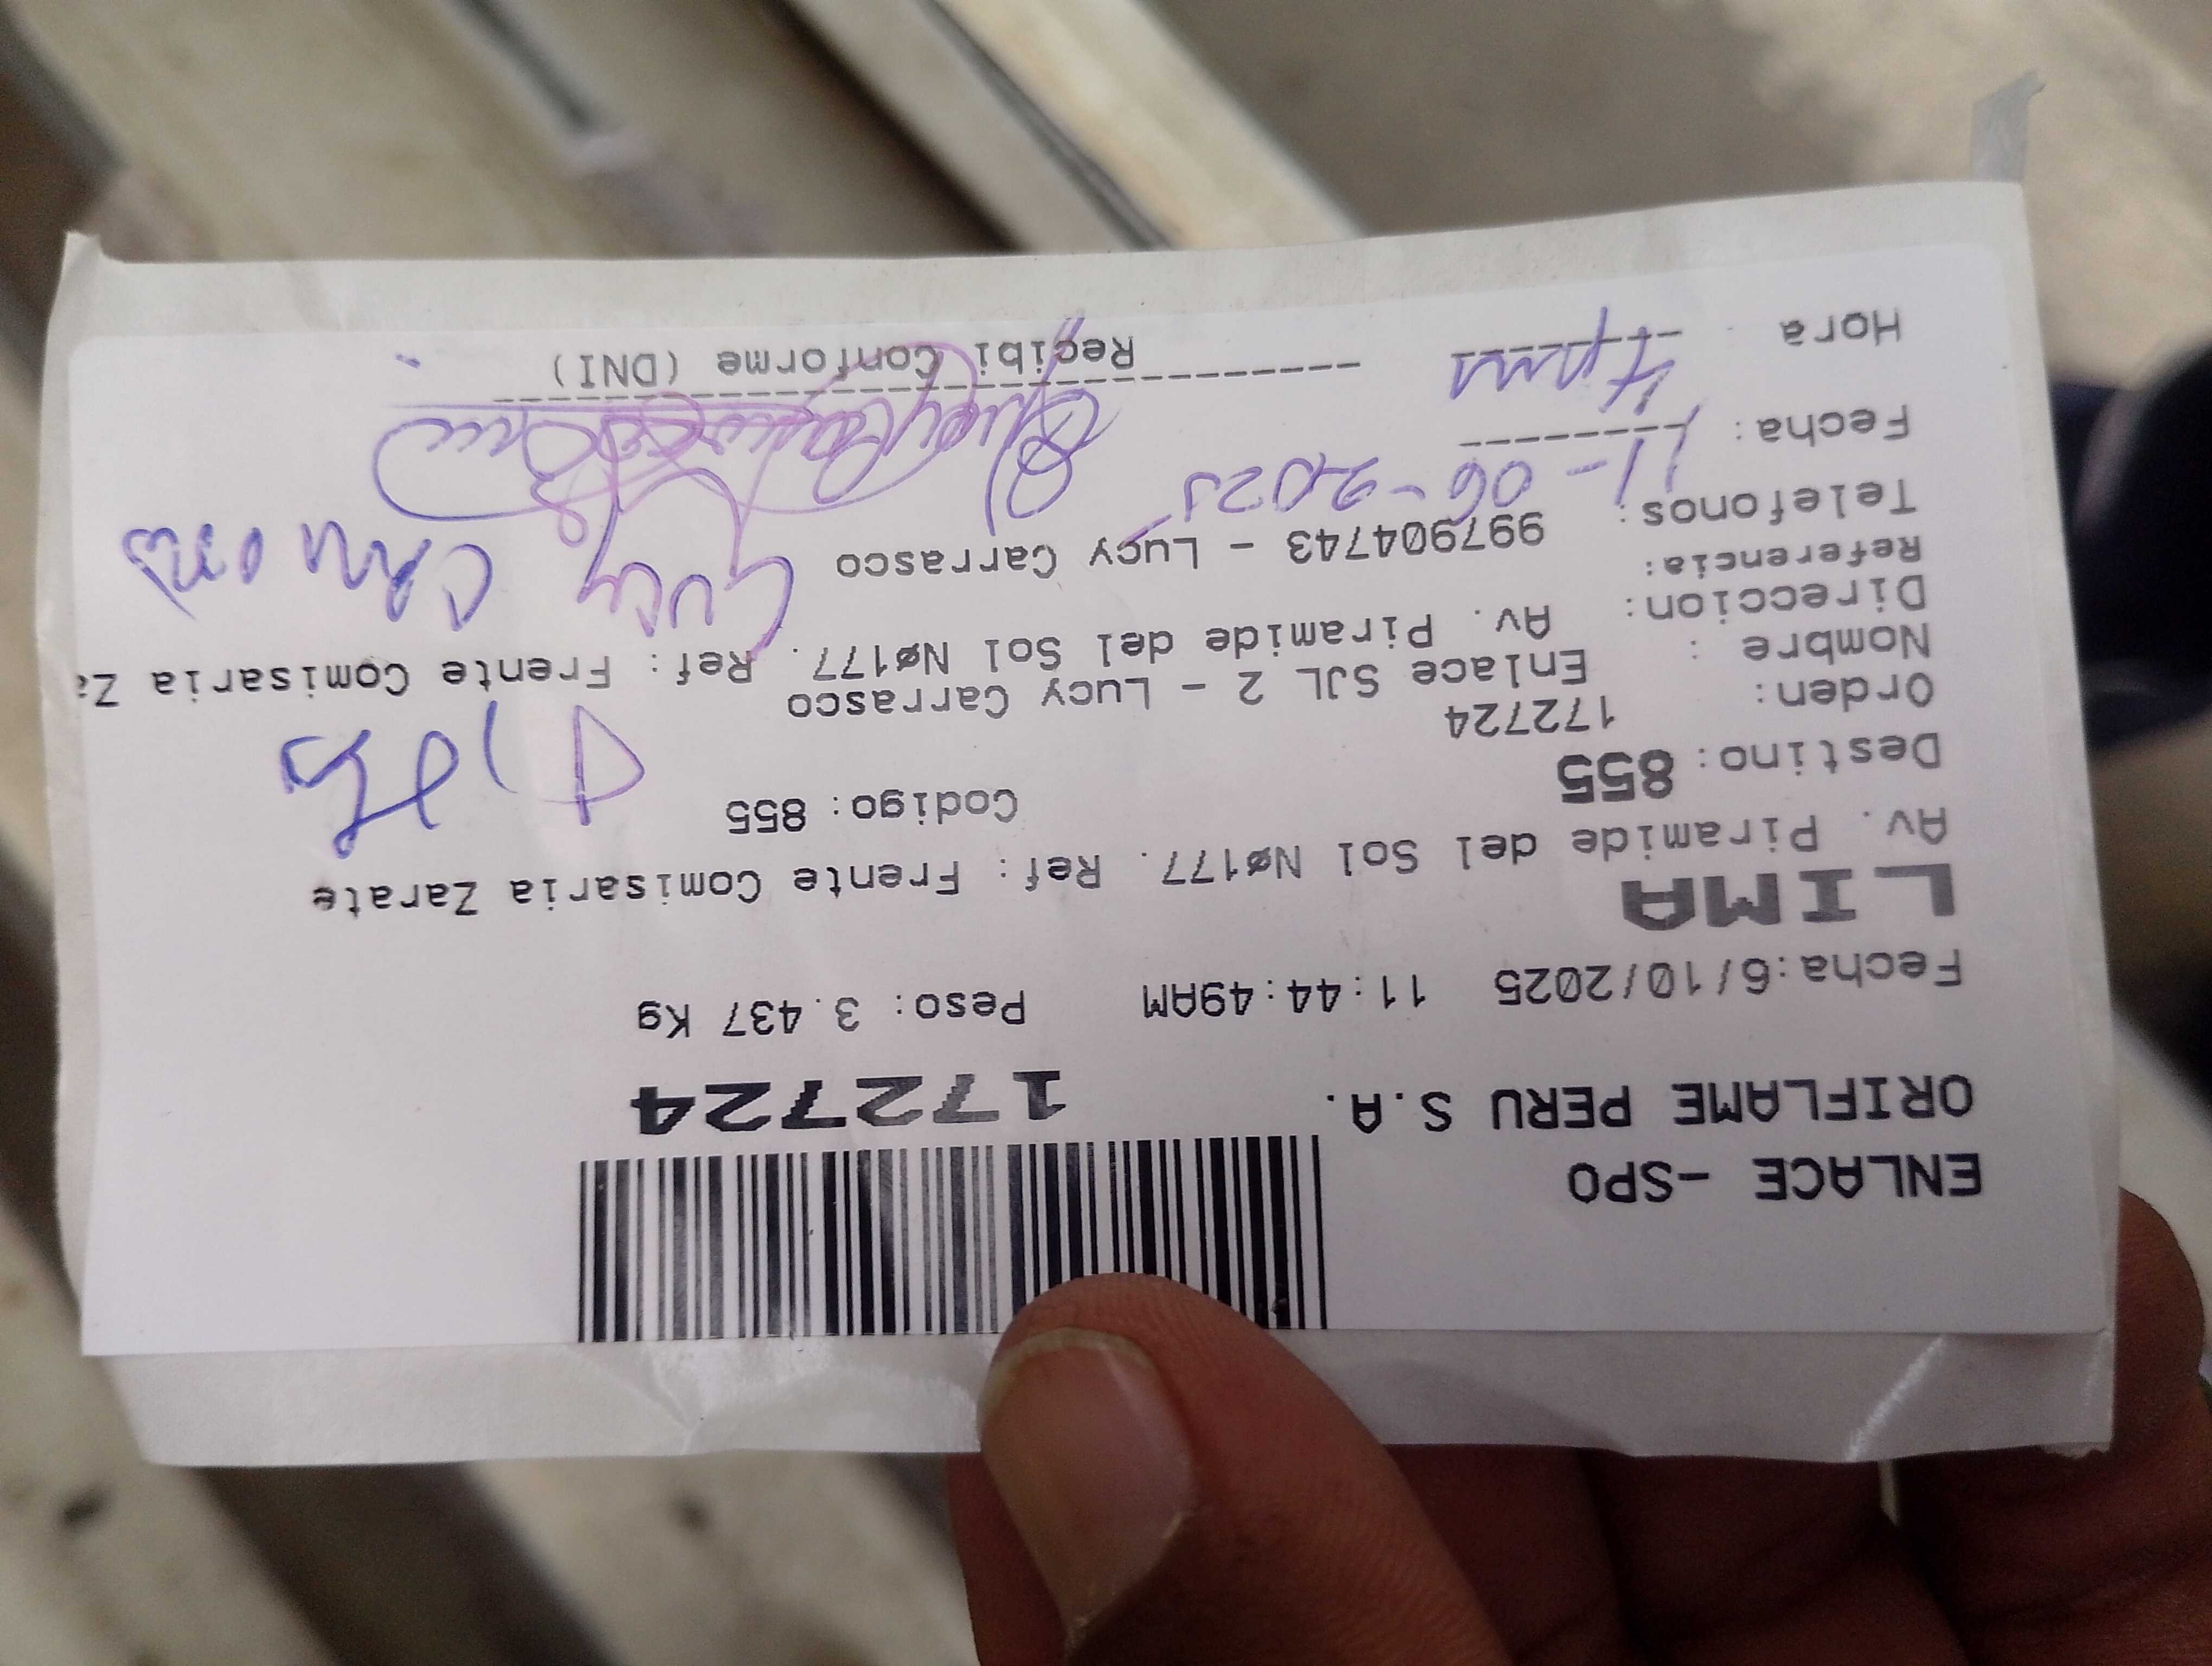 ENLACE -SPO
ORIFLAME PERU S.A.
172724
Fecha:6/10/2025 11:44:49AM Peso: 3.437 Kg
LIMA
Av. Piramide del Sol Nø177. Ref: Frente Comisaria Zarate
Destino: 855 Codigo: 855
Orden: 172724
Nombre : Enlace SJL 2 - Lucy Carrasco
Direccion: Av. Piramide del Sol Nø177. Ref: Frente Comisaria Za
Referencia:
Telefonos: 997904743 - Lucy Carrasco
Lucy
Fecha: 11-06-2025
Hora : 4pm
Recibi Conforme (DNI)